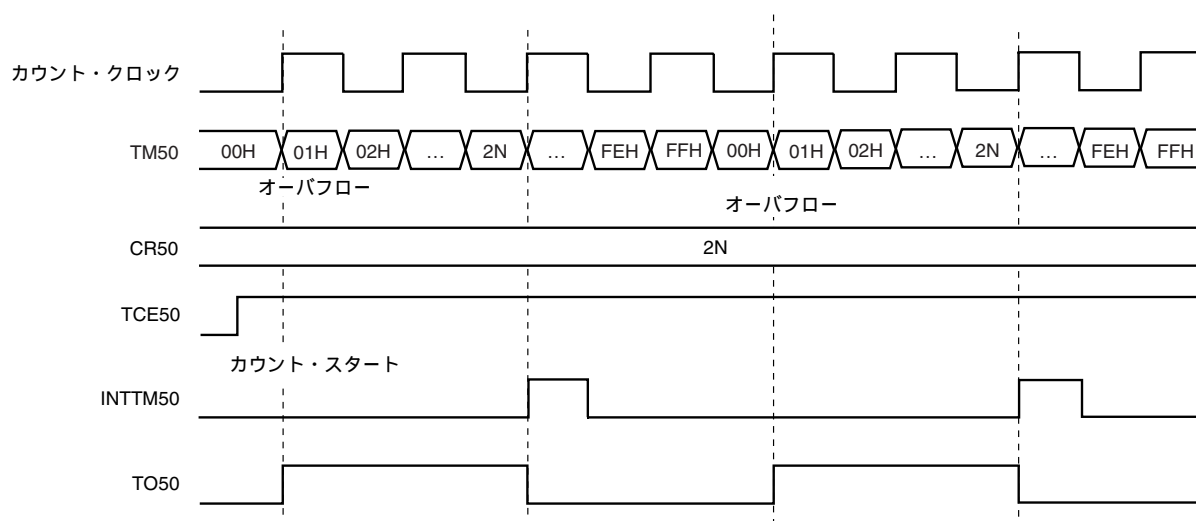 カウント・クロック
TM50 00H 01H 02H … 2N … FEH FFH 00H 01H 02H … 2N … FEH FFH
オーバフロー
オーバフロー
CR50 2N
TCE50
カウント・スタート
INTTM50
TO50